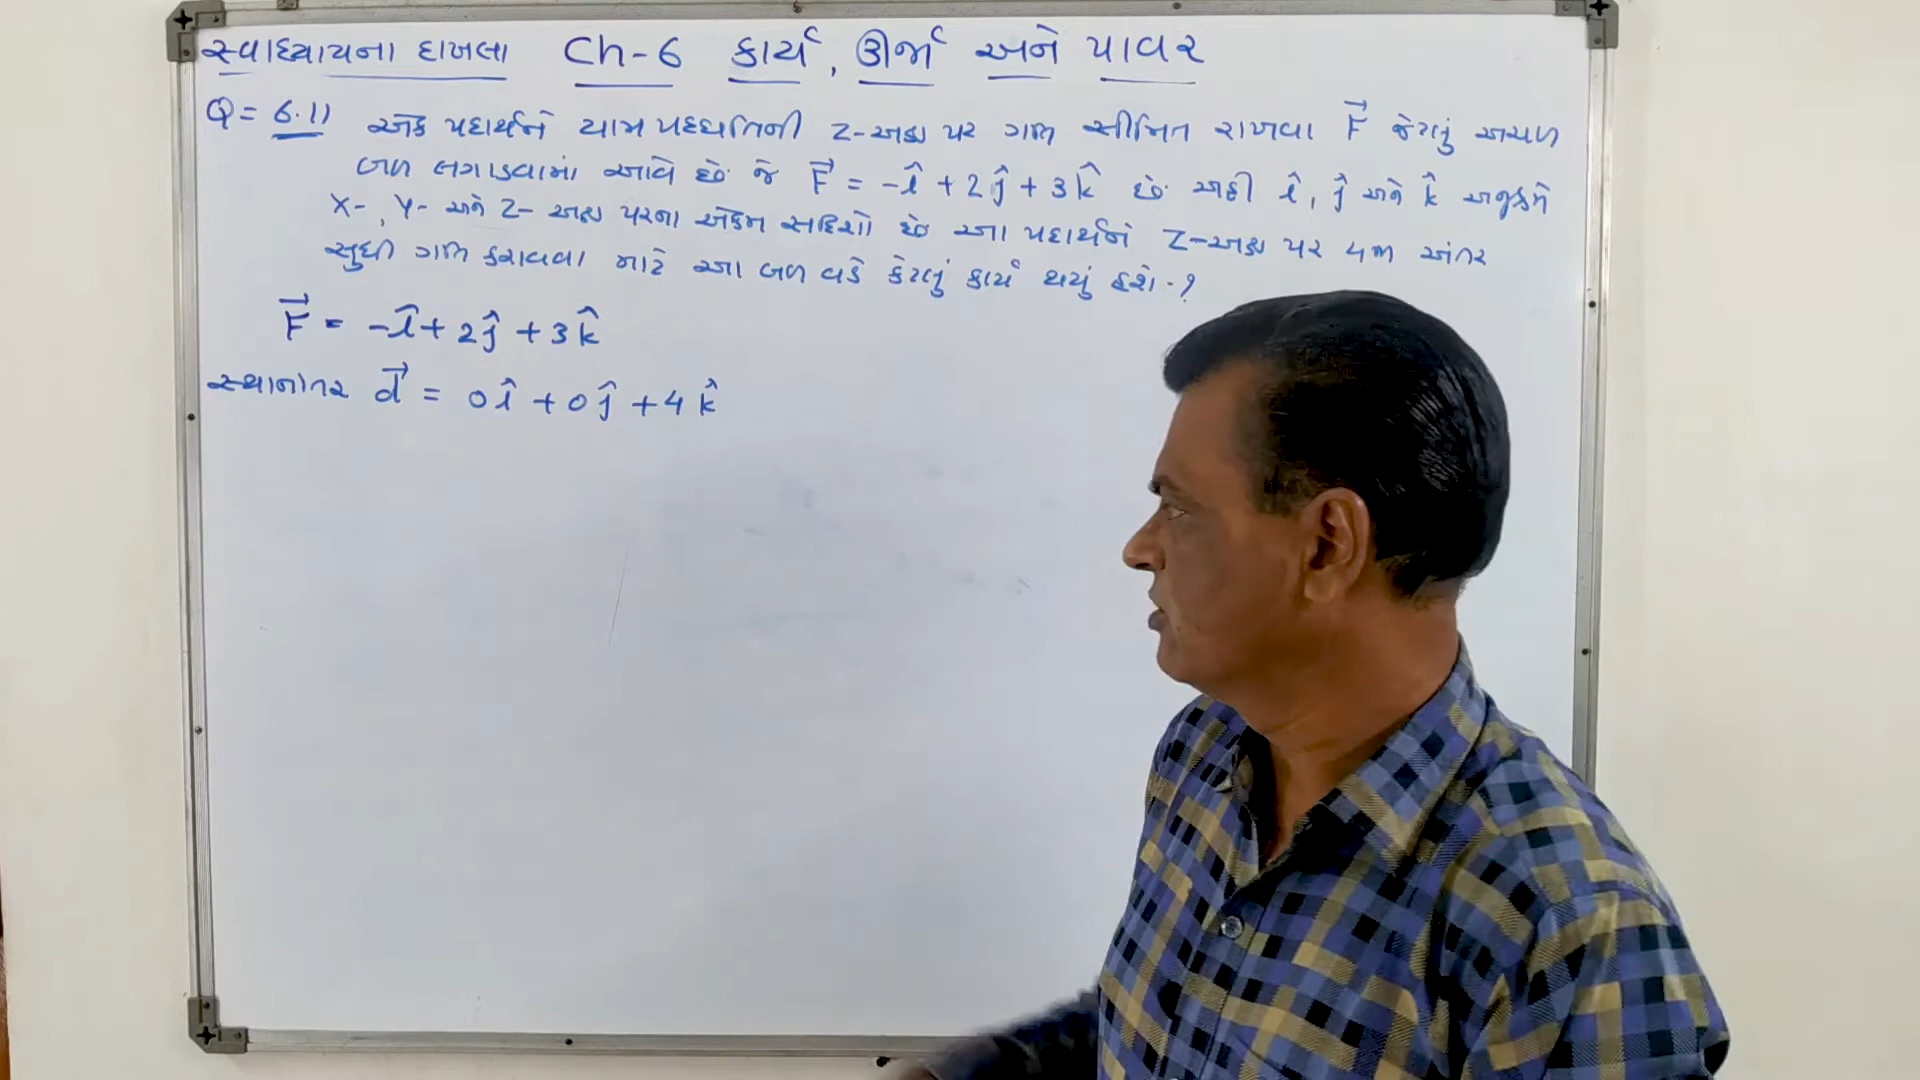 સ્વાધ્યાયના દાખલા Ch-6 કાર્ય, ઊર્જા અને પાવર
Q = 6.11 એક પદાર્થને યામ પદ્ધતિની Z-અક્ષ પર ગતિ સીમિત રાખવા F⃗ જેટલું અચળ
બળ લગાડવામાં આવે છે જે F⃗ = -î + 2ĵ + 3k̂ છે અહીં î, ĵ અને k̂ અનુક્રમે
X-, Y- અને Z- અક્ષ પરના એકમ સદિશો છે આ પદાર્થને Z-અક્ષ પર 4m અંતર
સુધી ગતિ કરાવવા માટે આ બળ વડે કેટલું કાર્ય થયું હશે.?
F⃗ = -î + 2ĵ + 3k̂
સ્થાનાંતર d⃗ = 0î + 0ĵ + 4k̂